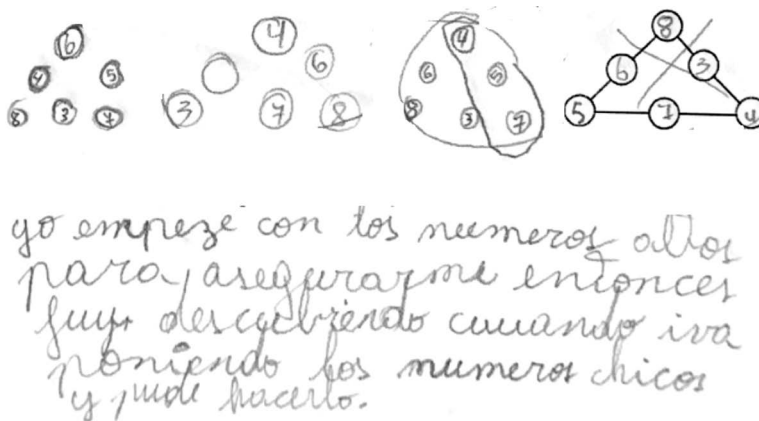 6
4 5
8 3 7
4
6
3 7 8
4
6 5
8 3 7
8
6 3
5 7 4
yo empeze con los numeros altos
para asegurarme entonces
fuy descubriendo cuuando iva
poniendo los numeros chicos
y pude hacerlo.